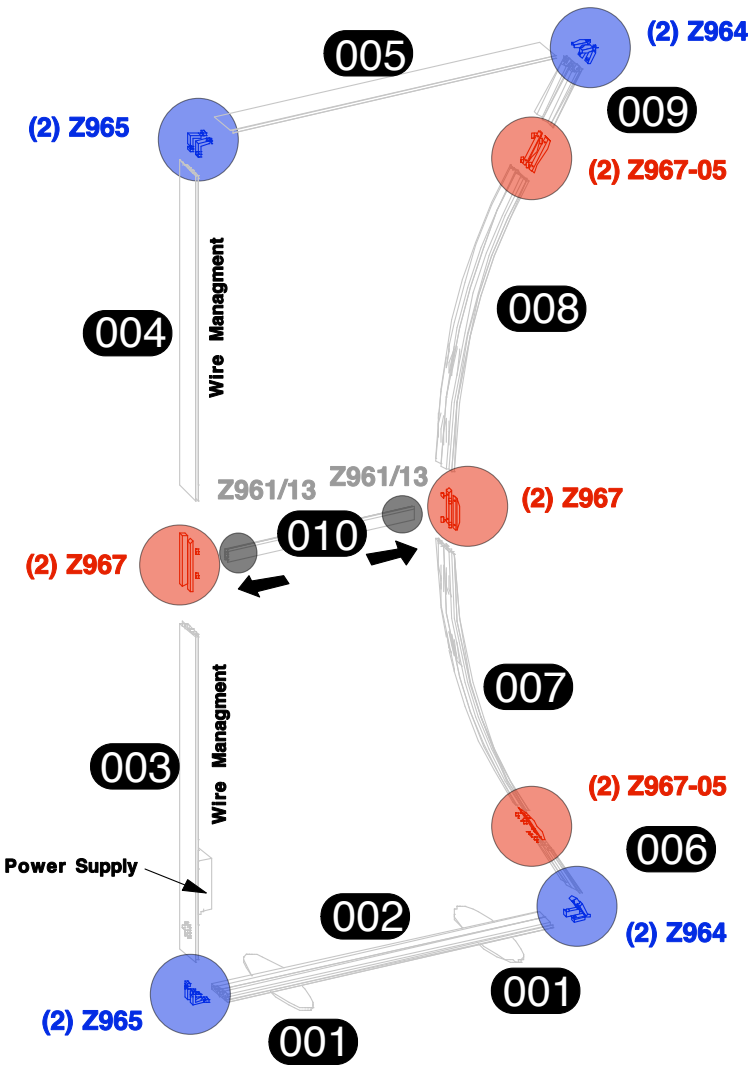 005
(2) Z964
009
(2) Z965
(2) Z967-05
004
Wire Managment
008
Z961/13
Z961/13
(2) Z967
010
(2) Z967
003
Wire Managment
007
(2) Z967-05
006
Power Supply
002
(2) Z964
001
(2) Z965
001